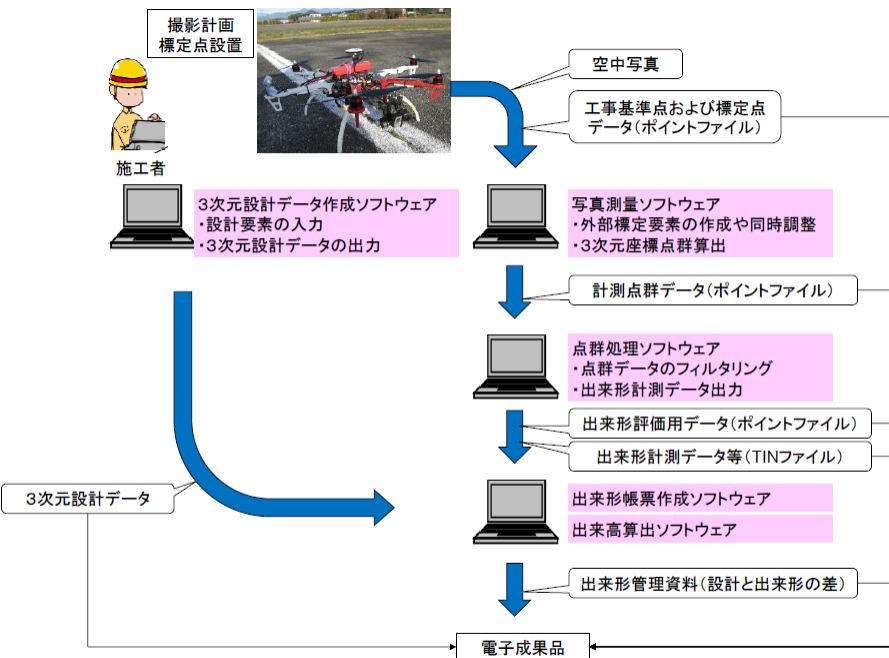 撮影計画
標定点設置
空中写真
工事基準点および標定点
データ(ポイントファイル)
施工者
3次元設計データ作成ソフトウェア
・設計要素の入力
・3次元設計データの出力
写真測量ソフトウェア
・外部標定要素の作成や同時調整
・3次元座標点群算出
計測点群データ(ポイントファイル)
点群処理ソフトウェア
・点群データのフィルタリング
・出来形計測データ出力
出来形評価用データ(ポイントファイル)
出来形計測データ等(TINファイル)
3次元設計データ
出来形帳票作成ソフトウェア
出来高算出ソフトウェア
出来形管理資料(設計と出来形の差)
電子成果品